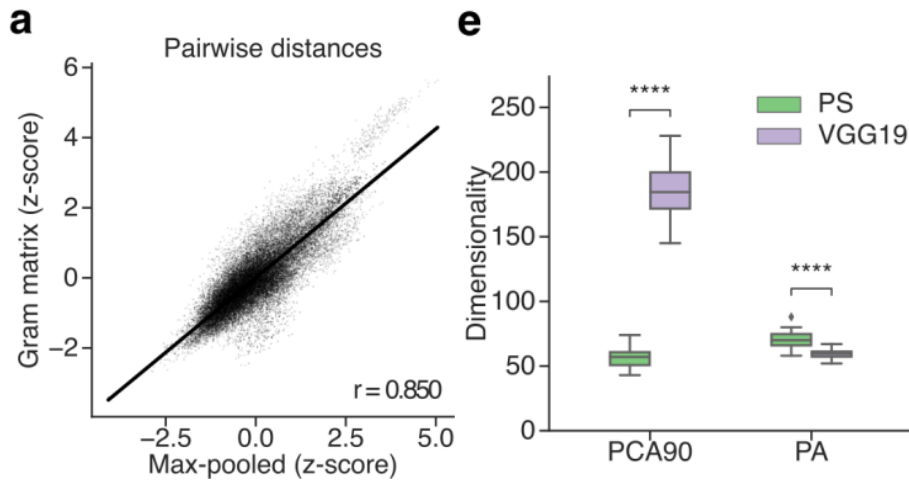 a
Pairwise distances
6
4
2
0
−2
Gram matrix (z-score)
r = 0.850
−2.5 0.0 2.5 5.0
Max-pooled (z-score)
e
PS
VGG19
****
****
250
200
150
100
50
0
Dimensionality
PCA90 PA